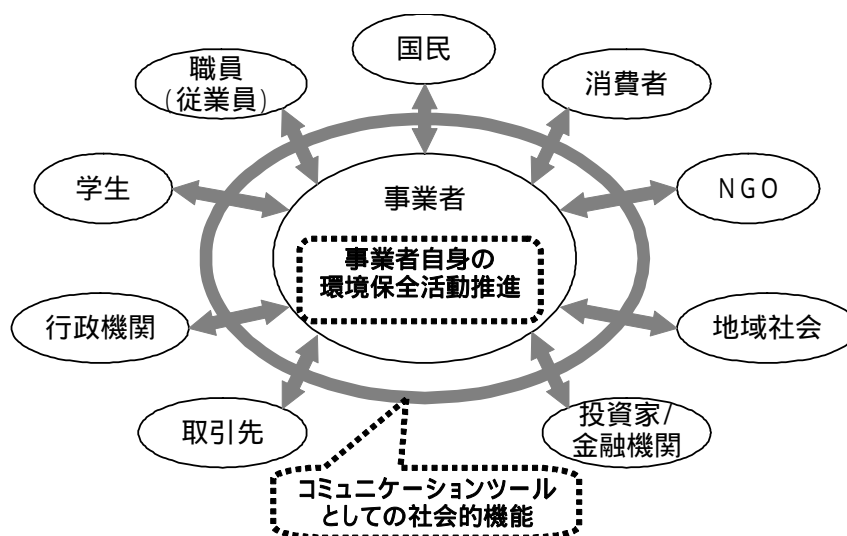 国民
職員
(従業員)
消費者
学生
NGO
事業者
事業者自身の
環境保全活動推進
行政機関
地域社会
取引先
投資家/
金融機関
コミュニケーションツール
としての社会的機能